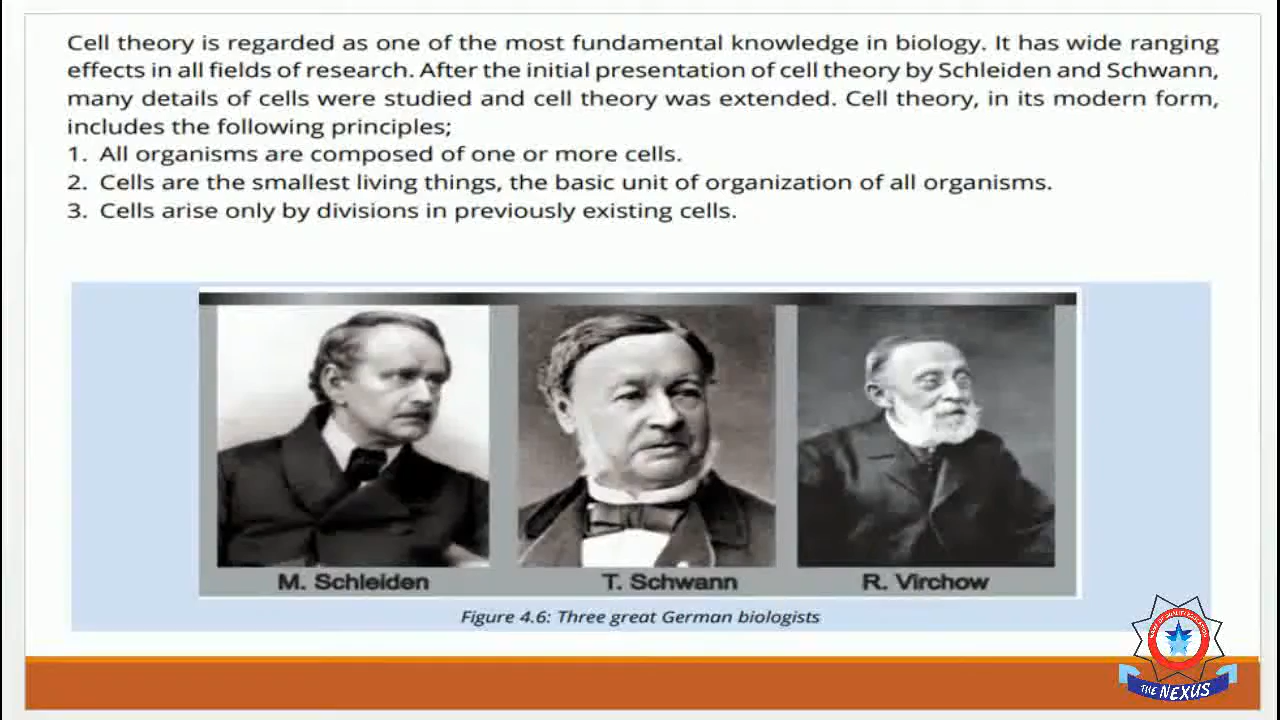 Cell theory is regarded as one of the most fundamental knowledge in biology. It has wide ranging
effects in all fields of research. After the initial presentation of cell theory by Schleiden and Schwann,
many details of cells were studied and cell theory was extended. Cell theory, in its modern form,
includes the following principles;
1. All organisms are composed of one or more cells.
2. Cells are the smallest living things, the basic unit of organization of all organisms.
3. Cells arise only by divisions in previously existing cells.
M. Schleiden
T. Schwann
R. Virchow
Figure 4.6: Three great German biologists
THE NEXUS